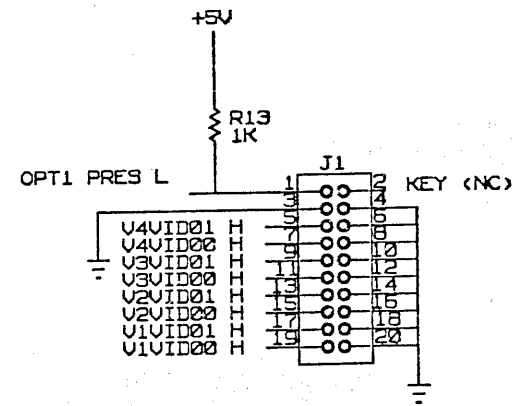 +5V
R13
1K
J1
OPT1 PRES L
1 2 KEY (NC)
3 4
5 6
V4VID01 H 7 8
V4VID00 H 9 10
V3VID01 H 11 12
V3VID00 H 13 14
V2VID01 H 15 16
V2VID00 H 17 18
V1VID01 H 19 20
V1VID00 H